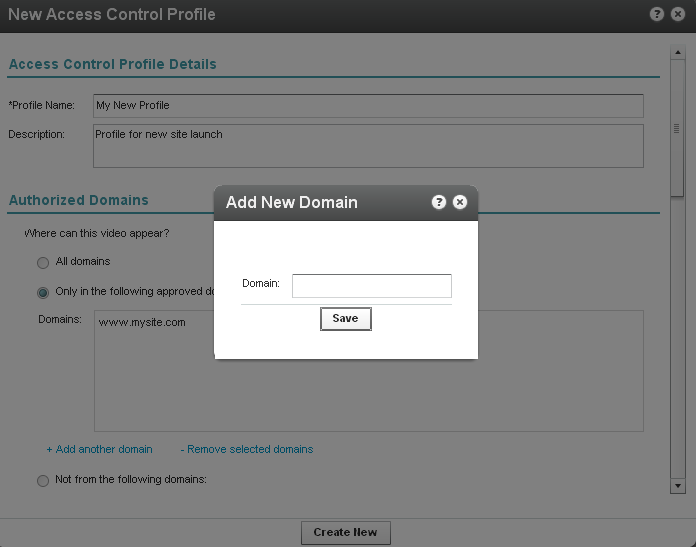 New Access Control Profile
Access Control Profile Details
*Profile Name: My New Profile
Description: Profile for new site launch
Authorized Domains
Where can this video appear?
All domains
Only in the following approved
Domains: www.mysite.com
+ Add another domain - Remove selected domains
Not from the following domains:
Create New
Add New Domain
Domain:
Save